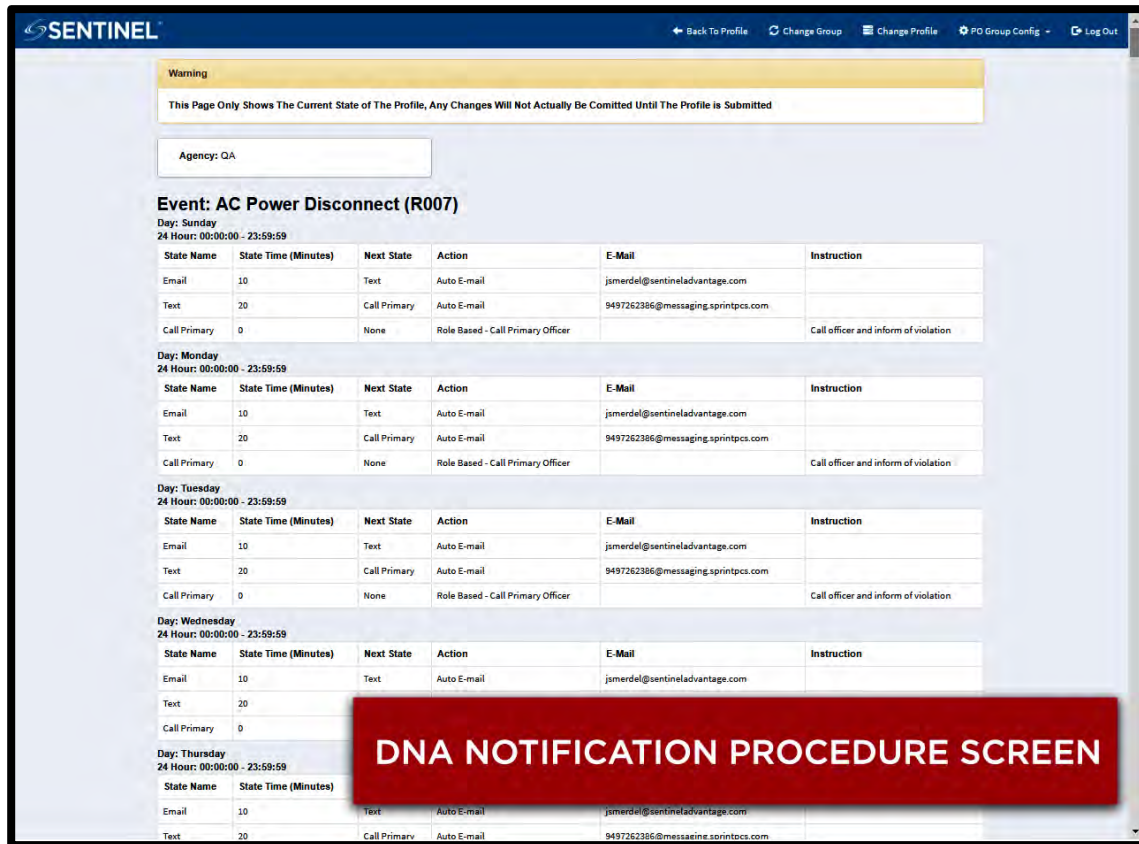 SENTINEL
Back To Profile Change Group Change Profile PO Group Config Log Out
Warning
This Page Only Shows The Current State of The Profile, Any Changes Will Not Actually Be Comitted Until The Profile is Submitted
Agency: QA
Event: AC Power Disconnect (R007)
Day: Sunday
24 Hour: 00:00:00 - 23:59:59
State Name State Time (Minutes) Next State Action E-Mail Instruction
Email 10 Text Auto E-mail jsmerdel@sentineladvantage.com
Text 20 Call Primary Auto E-mail 9497262386@messaging.sprintpcs.com
Call Primary 0 None Role Based - Call Primary Officer Call officer and inform of violation
Day: Monday
24 Hour: 00:00:00 - 23:59:59
State Name State Time (Minutes) Next State Action E-Mail Instruction
Email 10 Text Auto E-mail jsmerdel@sentineladvantage.com
Text 20 Call Primary Auto E-mail 9497262386@messaging.sprintpcs.com
Call Primary 0 None Role Based - Call Primary Officer Call officer and inform of violation
Day: Tuesday
24 Hour: 00:00:00 - 23:59:59
State Name State Time (Minutes) Next State Action E-Mail Instruction
Email 10 Text Auto E-mail jsmerdel@sentineladvantage.com
Text 20 Call Primary Auto E-mail 9497262386@messaging.sprintpcs.com
Call Primary 0 None Role Based - Call Primary Officer Call officer and inform of violation
Day: Wednesday
24 Hour: 00:00:00 - 23:59:59
State Name State Time (Minutes) Next State Action E-Mail Instruction
Email 10 Text Auto E-mail jsmerdel@sentineladvantage.com
Text 20
Call Primary 0
DNA NOTIFICATION PROCEDURE SCREEN
Day: Thursday
24 Hour: 00:00:00 - 23:59:59
State Name State Time (Minutes)
Email 10 Text Auto E-mail jsmerdel@sentineladvantage.com
Text 20 Call Primary Auto E-mail 9497262386@messaging.sprintpcs.com